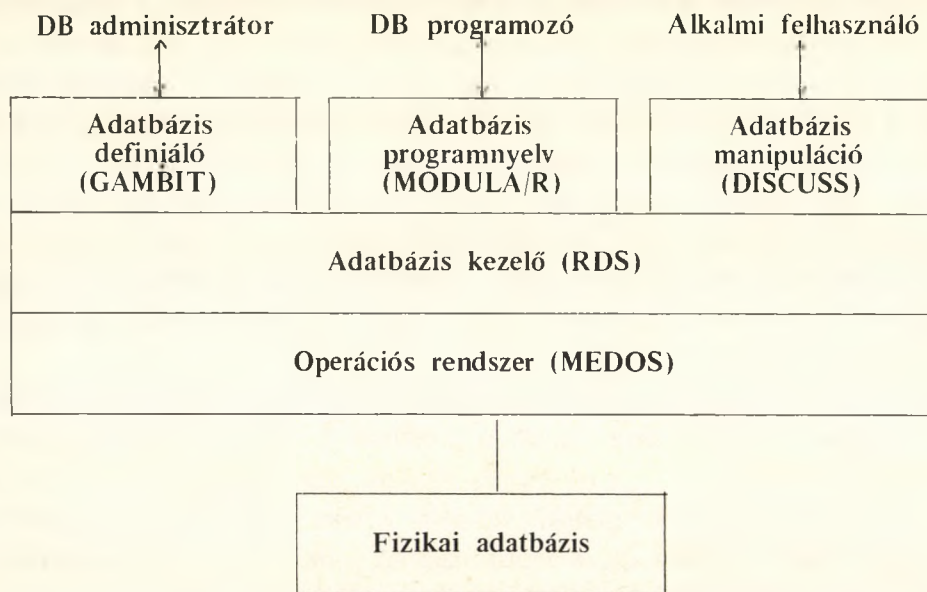 DB adminisztrátor DB programozó Alkalmi felhasználó
Adatbázis
definiáló
(GAMBIT)
Adatbázis
programnyelv
(MODULA/R)
Adatbázis
manipuláció
(DISCUSS)
Adatbázis kezelő (RDS)
Operációs rendszer (MEDOS)
Fizikai adatbázis